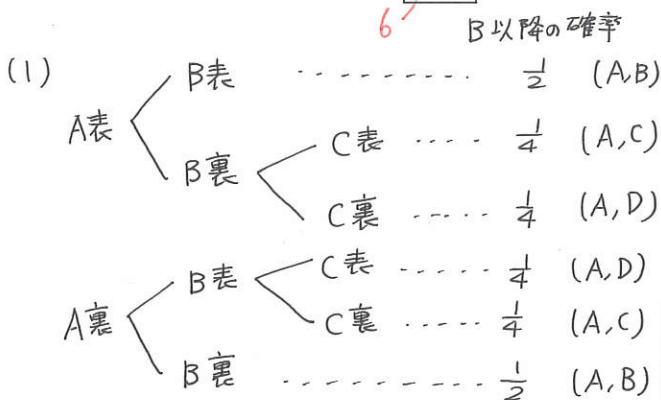 6
B以降の確率
(1)
B表 ......... 1/2 (A,B)
A表
C表 .... 1/4 (A,C)
B裏
C裏 ..... 1/4 (A,D)
C表 ..... 1/4 (A,D)
B表
A裏
C裏 ..... 1/4 (A,C)
B裏 .......... 1/2 (A,B)